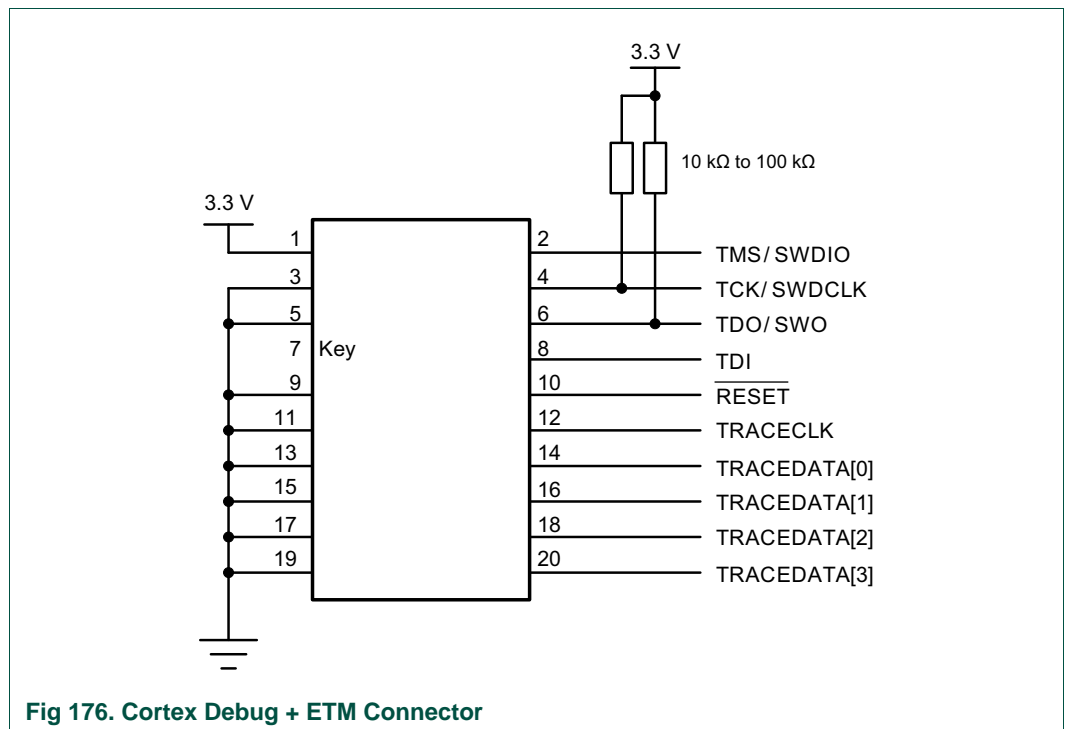 3.3 V
10 kΩ to 100 kΩ
3.3 V
1
2
TMS/ SWDIO
3
4
TCK/ SWDCLK
5
6
TDO/ SWO
7
Key
8
TDI
9
10
RESET
11
12
TRACECLK
13
14
TRACEDATA[0]
15
16
TRACEDATA[1]
17
18
TRACEDATA[2]
19
20
TRACEDATA[3]
Fig 176. Cortex Debug + ETM Connector